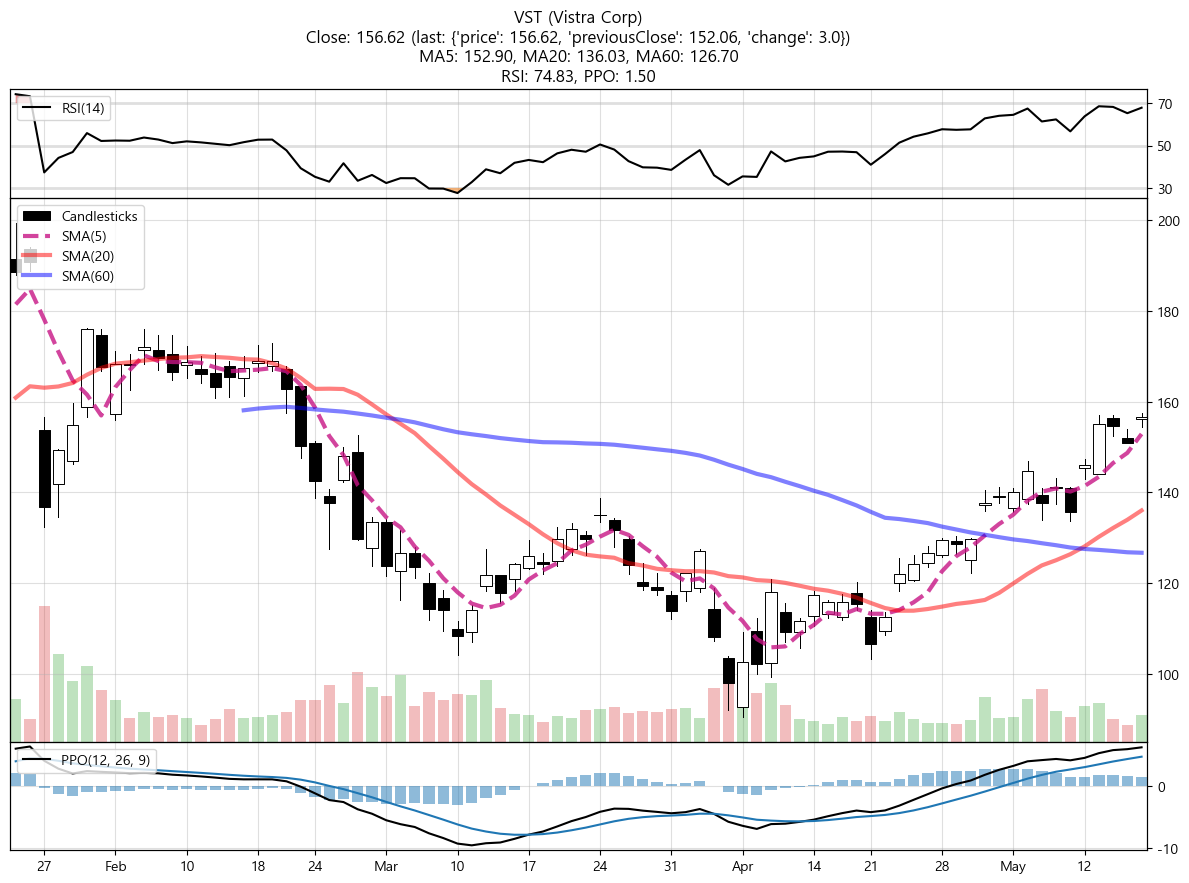 VST (Vistra Corp)
Close: 156.62 (last: {'price': 156.62, 'previousClose': 152.06, 'change': 3.0})
MA5: 152.90, MA20: 136.03, MA60: 126.70
RSI: 74.83, PPO: 1.50
RSI(14)
70
50
30
Candlesticks
SMA(5)
SMA(20)
SMA(60)
200
180
160
140
120
100
PPO(12, 26, 9)
0
-10
27 Feb 10 18 24 Mar 10 17 24 31 Apr 14 21 28 May 12